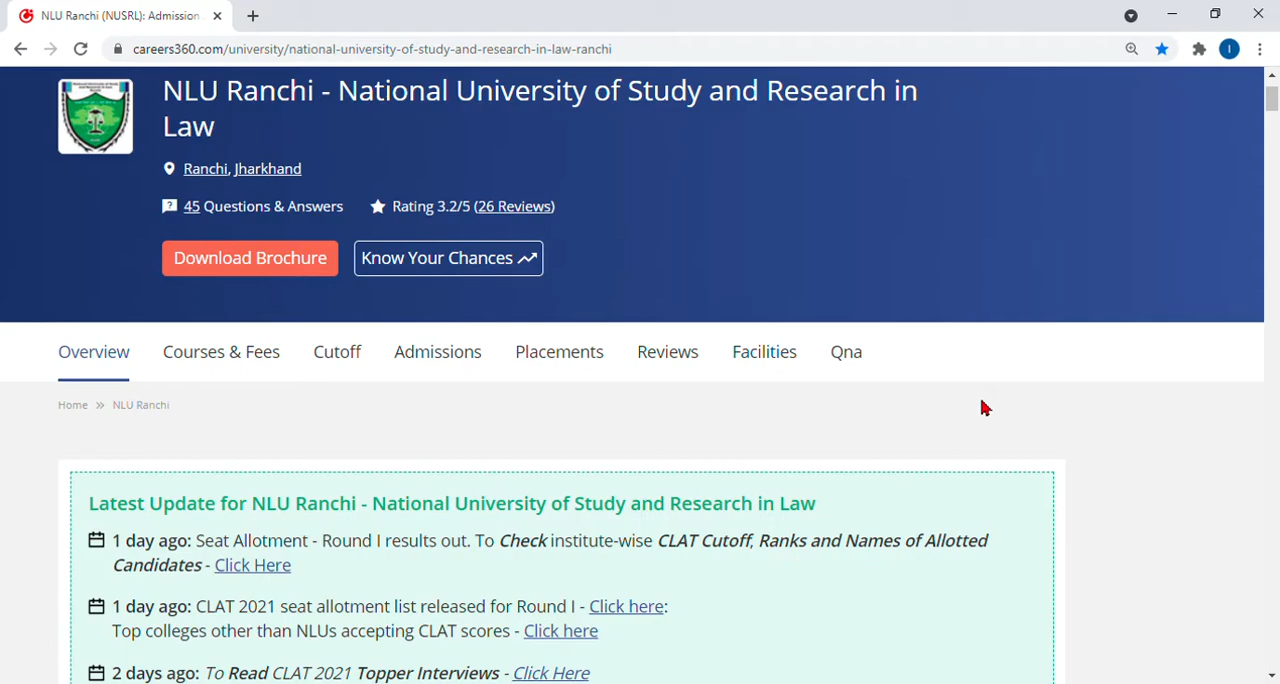 NLU Ranchi (NUSRL): Admission
careers360.com/university/national-university-of-study-and-research-in-law-ranchi
I
NLU Ranchi - National University of Study and Research in
Law
Ranchi, Jharkhand
45 Questions & Answers Rating 3.2/5 (26 Reviews)
Download Brochure Know Your Chances
Overview Courses & Fees Cutoff Admissions Placements Reviews Facilities Qna
Home » NLU Ranchi
Latest Update for NLU Ranchi - National University of Study and Research in Law
1 day ago: Seat Allotment - Round I results out. To Check institute-wise CLAT Cutoff, Ranks and Names of Allotted
Candidates - Click Here
1 day ago: CLAT 2021 seat allotment list released for Round I - Click here:
Top colleges other than NLUs accepting CLAT scores - Click here
2 days ago: To Read CLAT 2021 Topper Interviews - Click Here